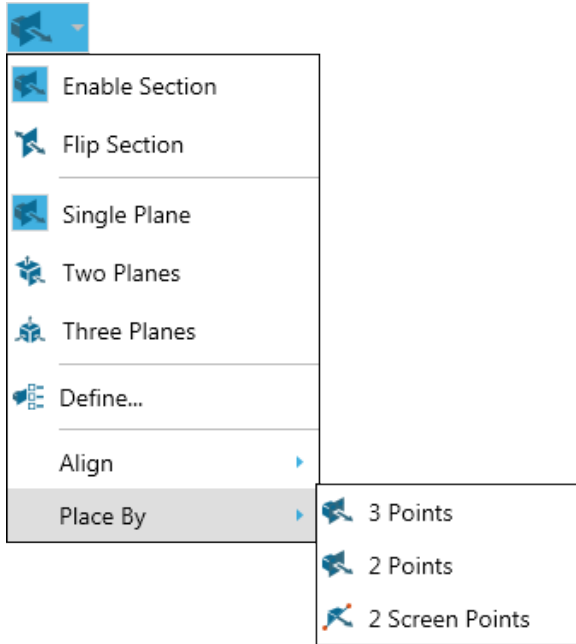 Enable Section
Flip Section
Single Plane
Two Planes
Three Planes
Define...
Align
Place By
3 Points
2 Points
2 Screen Points